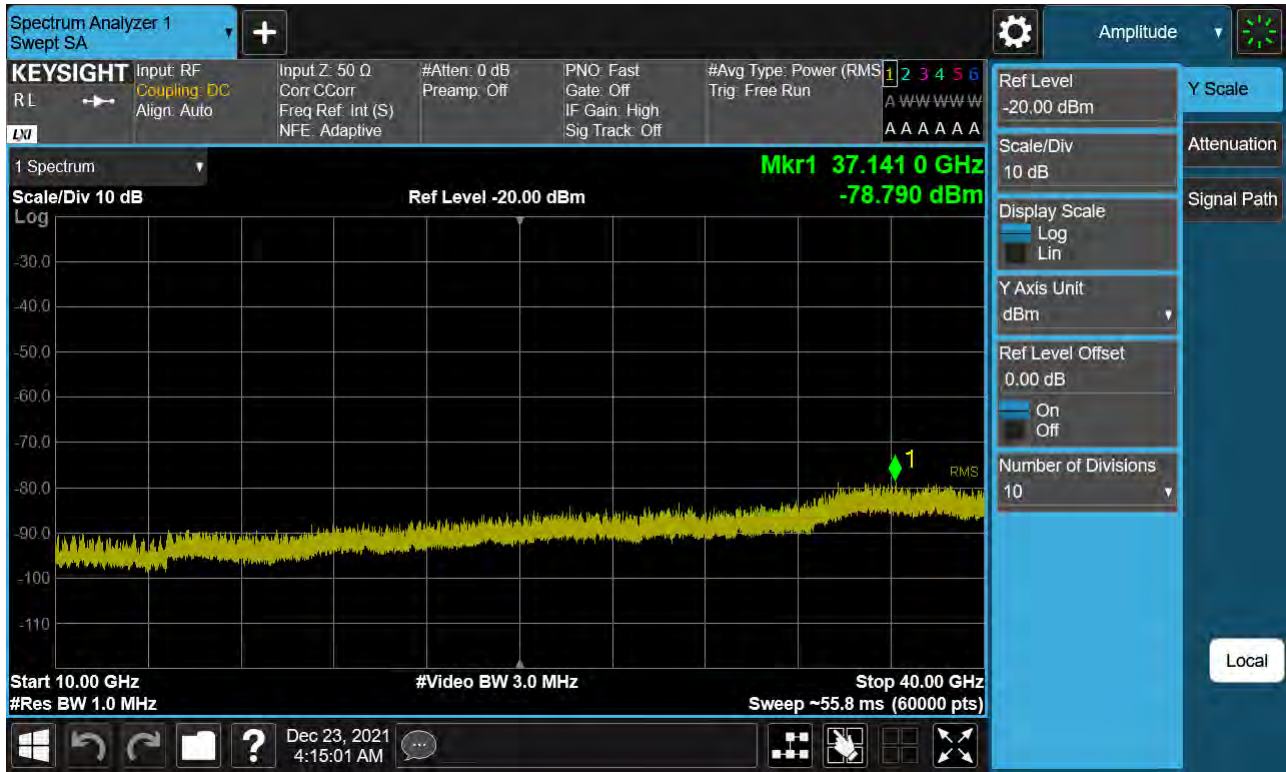 Spectrum Analyzer 1
Swept SA
Amplitude
KEYSIGHT
RL
LXI
Input: RF
Coupling: DC
Align: Auto
Input Z: 50 Ω
Corr CCorr
Freq Ref: Int (S)
NFE: Adaptive
#Atten: 0 dB
Preamp: Off
PNO: Fast
Gate: Off
IF Gain: High
Sig Track: Off
#Avg Type: Power (RMS
Trig: Free Run
1 2 3 4 5 6
A W W W W W
A A A A A A
1 Spectrum
Scale/Div 10 dB
Ref Level -20.00 dBm
Mkr1 37.141 0 GHz
-78.790 dBm
Log
-30.0
-40.0
-50.0
-60.0
-70.0
-80.0
-90.0
-100
-110
1
RMS
Start 10.00 GHz
#Res BW 1.0 MHz
#Video BW 3.0 MHz
Stop 40.00 GHz
Sweep ~55.8 ms (60000 pts)
Ref Level
-20.00 dBm
Scale/Div
10 dB
Display Scale
Log
Lin
Y Axis Unit
dBm
Ref Level Offset
0.00 dB
On
Off
Number of Divisions
10
Y Scale
Attenuation
Signal Path
Local
?
Dec 23, 2021
4:15:01 AM